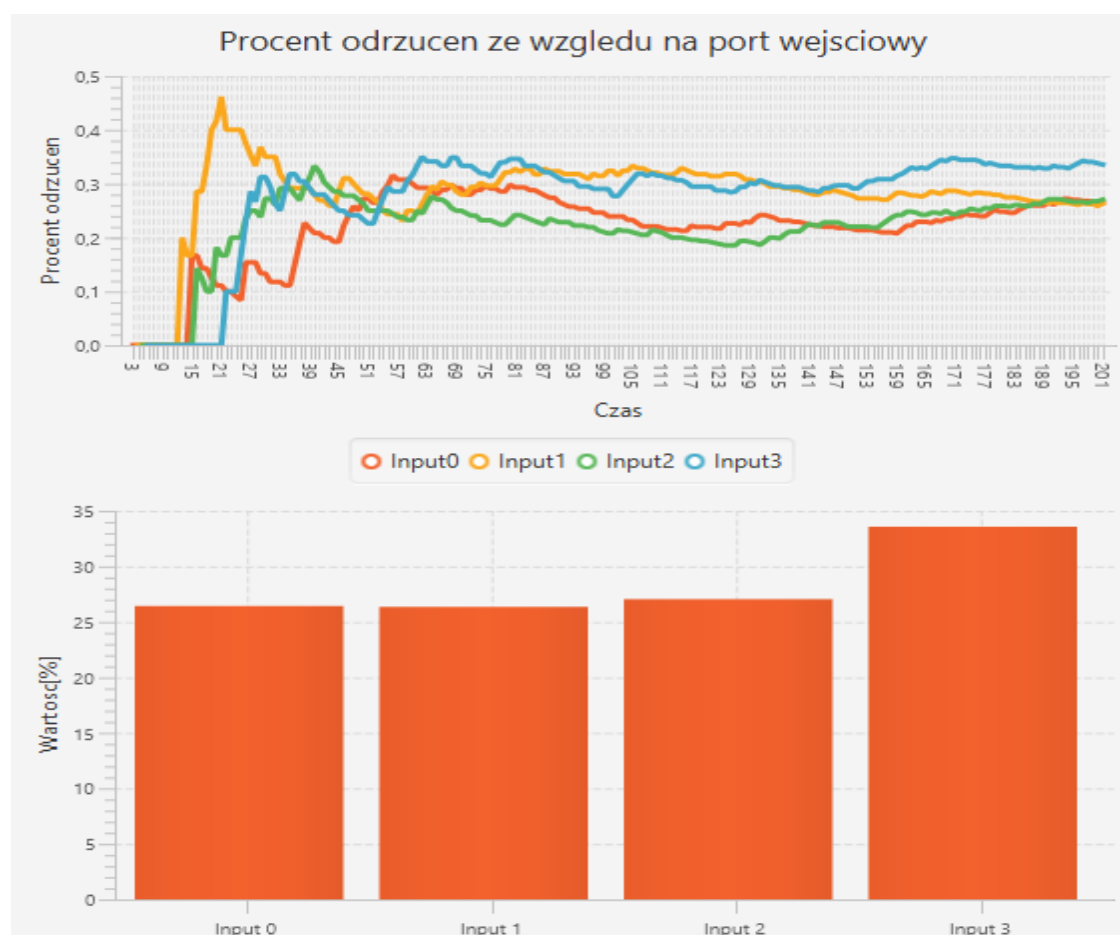 Procent odrzucen ze wzgledu na port wejsciowy
Procent odrzucen
0,5
0,4
0,3
0,2
0,1
0,0
3 9 15 21 27 33 39 45 51 57 63 69 75 81 87 93 99 105 111 117 123 129 135 141 147 153 159 165 171 177 183 189 195 201
Czas
Input0 Input1 Input2 Input3
Wartosc[%]
35
30
25
20
15
10
5
0
Input 0 Input 1 Input 2 Input 3